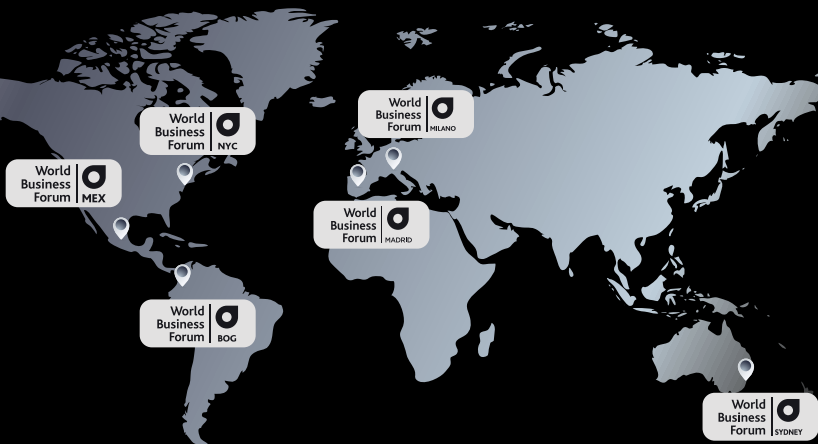 World
Business
Forum
NYC
World
Business
Forum
MILANO
World
Business
Forum
MEX
World
Business
Forum
MADRID
World
Business
Forum
BOG
World
Business
Forum
SYDNEY